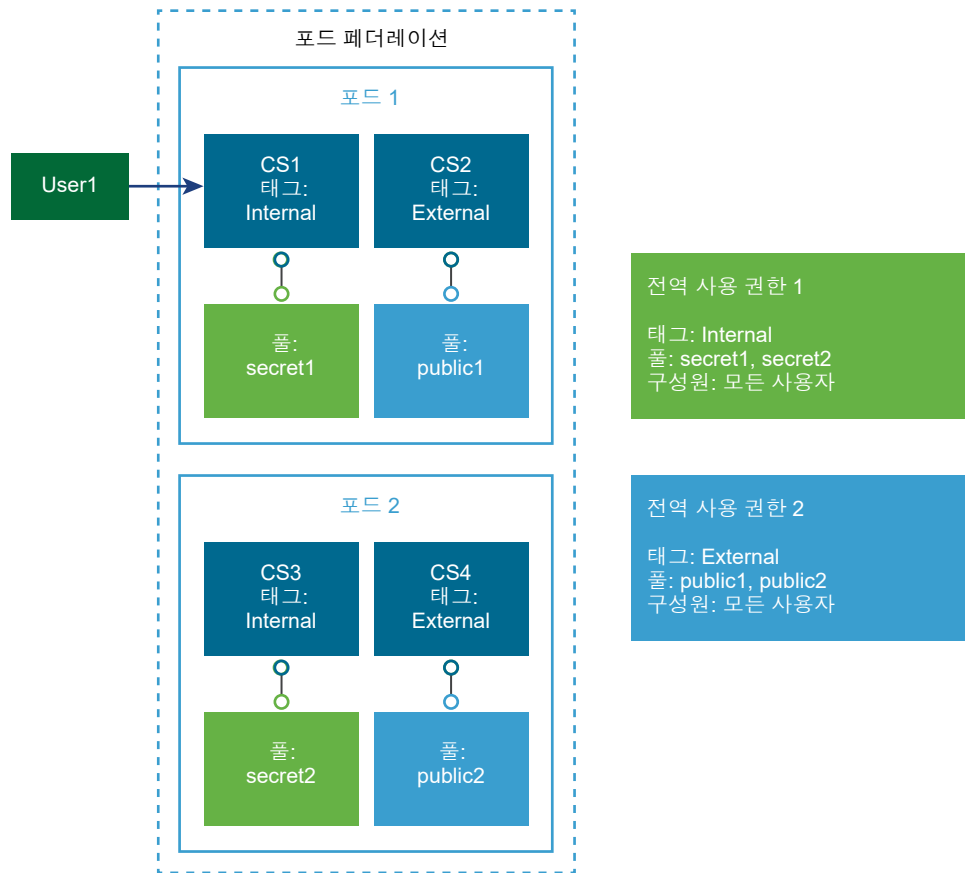 포드 페더레이션
포드 1
User1
CS1
태그:
Internal
CS2
태그:
External
풀:
secret1
풀:
public1
포드 2
CS3
태그:
Internal
CS4
태그:
External
풀:
secret2
풀:
public2
전역 사용 권한 1
태그: Internal
풀: secret1, secret2
구성원: 모든 사용자
전역 사용 권한 2
태그: External
풀: public1, public2
구성원: 모든 사용자